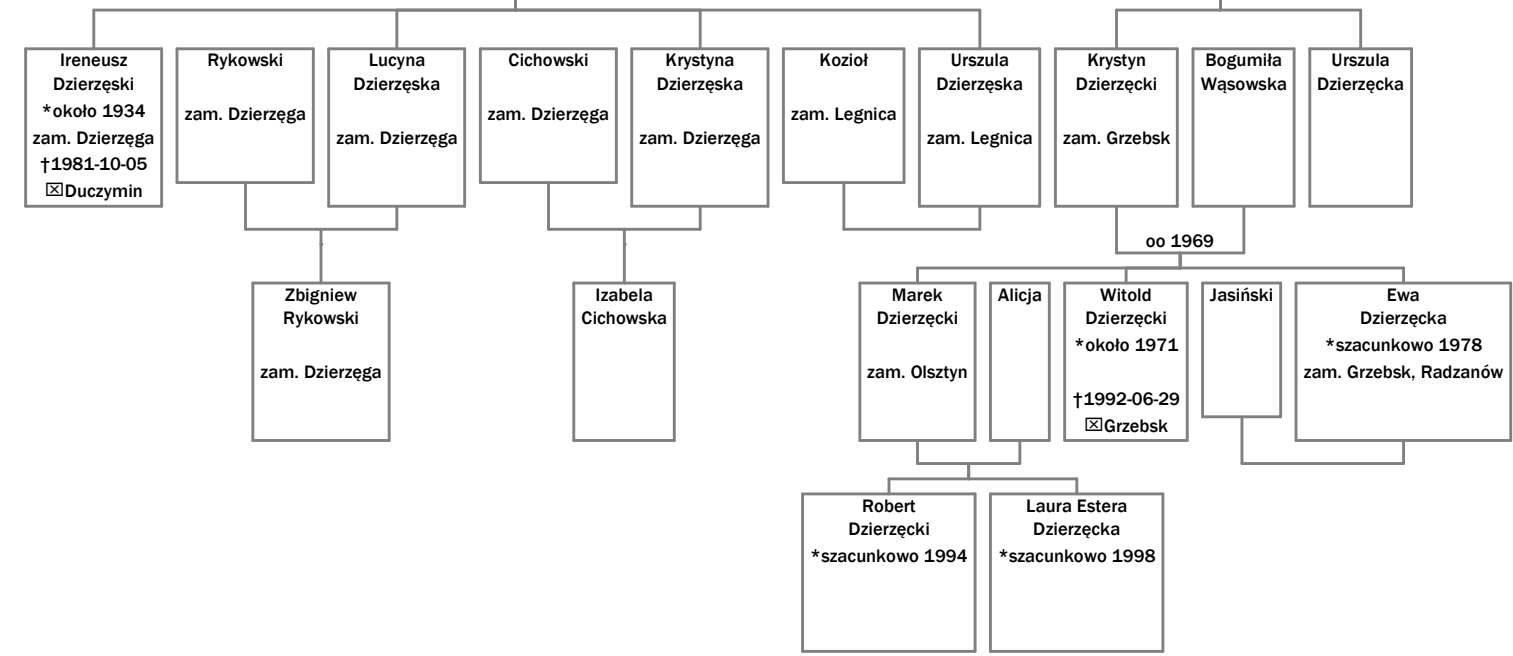 Ireneusz
Dzierzęski
*około 1934
zam. Dzierzęga
†1981-10-05
☒Duczymin
Rykowski
zam. Dzierzęga
Lucyna
Dzierzęska
zam. Dzierzęga
Cichowski
zam. Dzierzęga
Krystyna
Dzierzęska
zam. Dzierzęga
Kozioł
zam. Legnica
Urszula
Dzierzęska
zam. Legnica
Krystyn
Dzierzęcki
zam. Grzebsk
Bogumiła
Wąsowska
Urszula
Dzierzęcka
oo 1969
Zbigniew
Rykowski
zam. Dzierzęga
Izabela
Cichowska
Marek
Dzierzęcki
zam. Olsztyn
Alicja
Witold
Dzierzęcki
*około 1971
†1992-06-29
☒Grzebsk
Jasiński
Ewa
Dzierzęcka
*szacunkowo 1978
zam. Grzebsk, Radzanów
Robert
Dzierzęcki
*szacunkowo 1994
Laura Estera
Dzierzęcka
*szacunkowo 1998